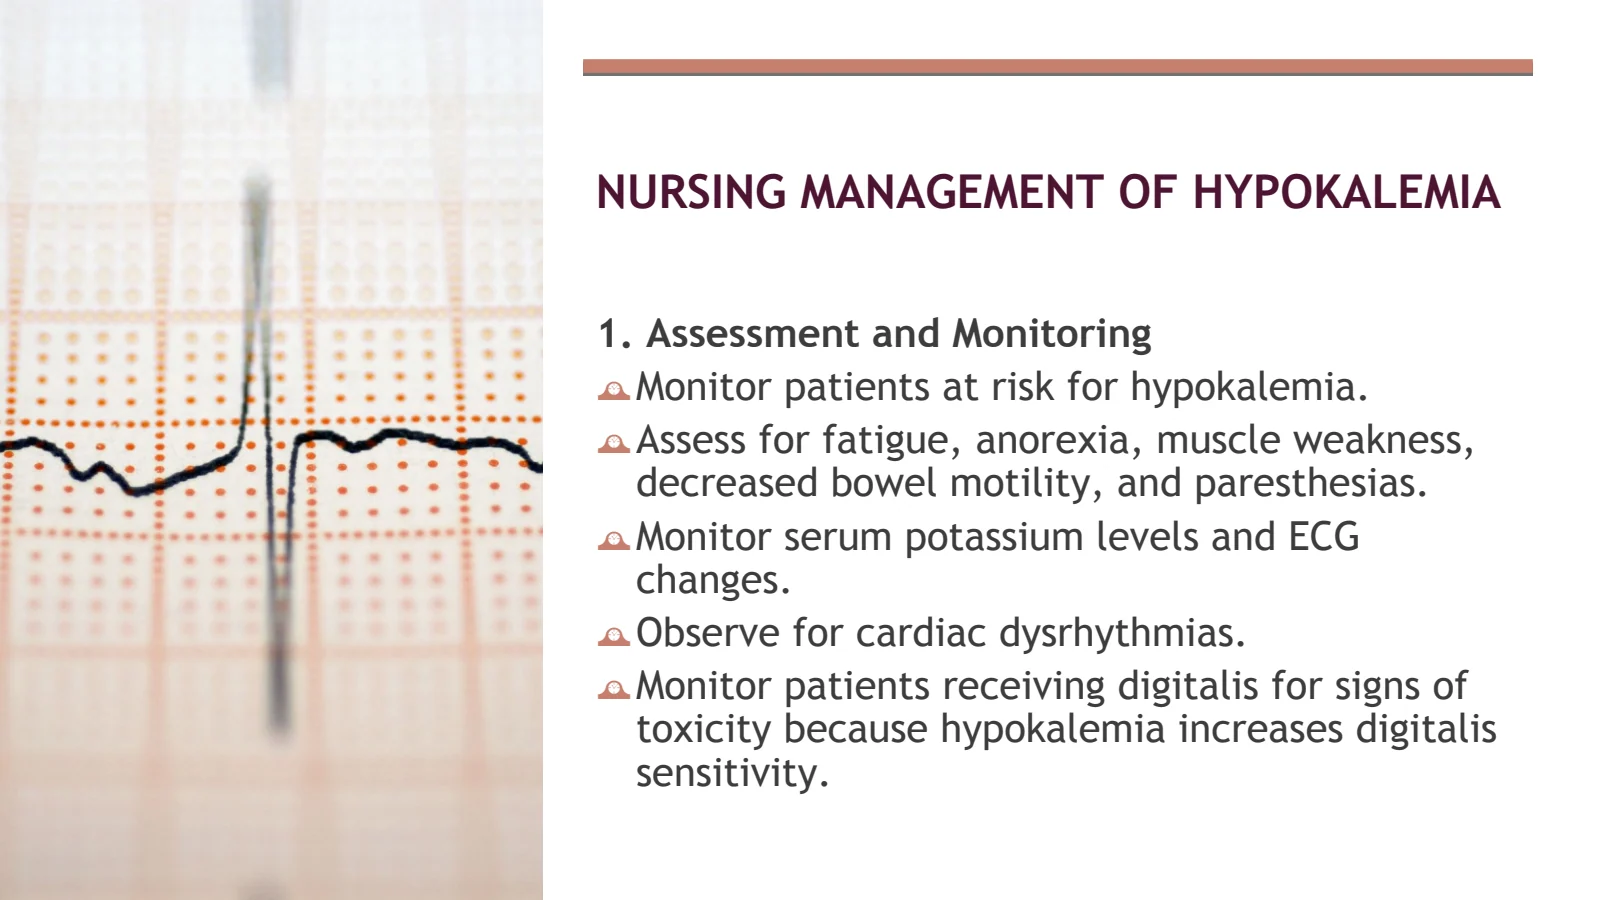 NURSING MANAGEMENT OF HYPOKALEMIA
1. Assessment and Monitoring
Monitor patients at risk for hypokalemia.
Assess for fatigue, anorexia, muscle weakness,
decreased bowel motility, and paresthesias.
Monitor serum potassium levels and ECG
changes.
Observe for cardiac dysrhythmias.
Monitor patients receiving digitalis for signs of
toxicity because hypokalemia increases digitalis
sensitivity.